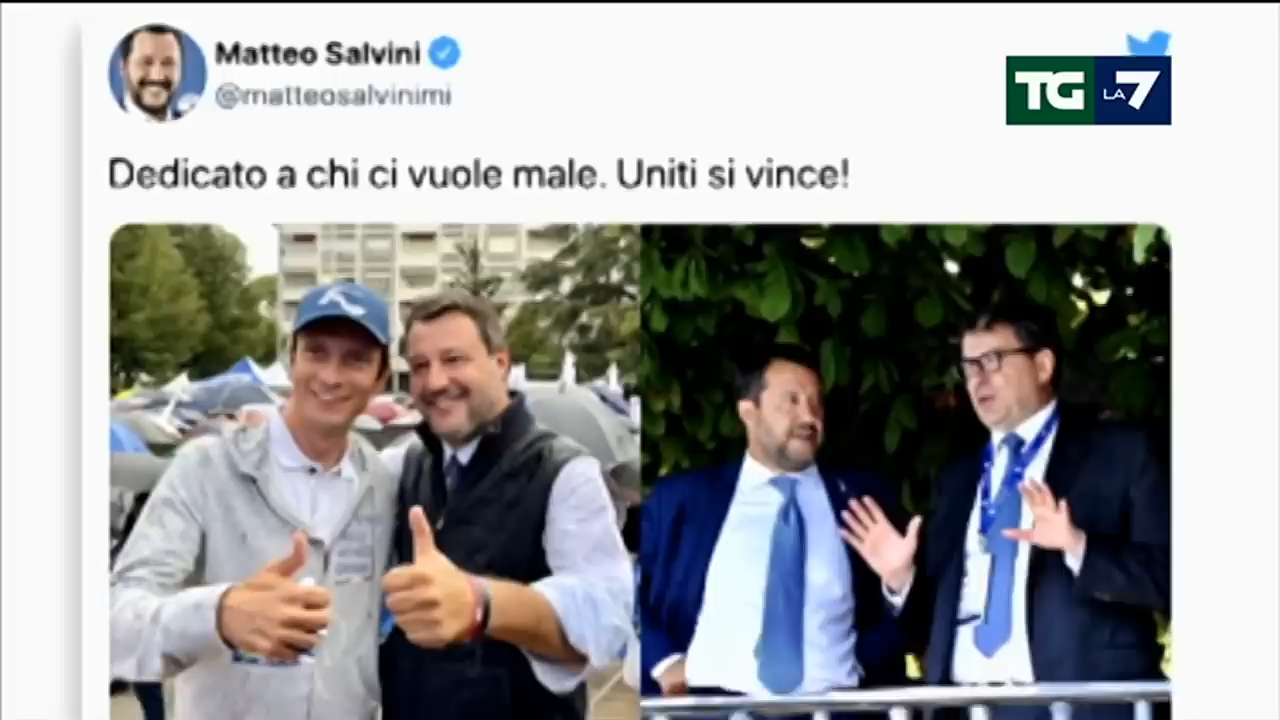 Matteo Salvini
@matteosalvinimi
TG LA7
Dedicato a chi ci vuole male. Uniti si vince!